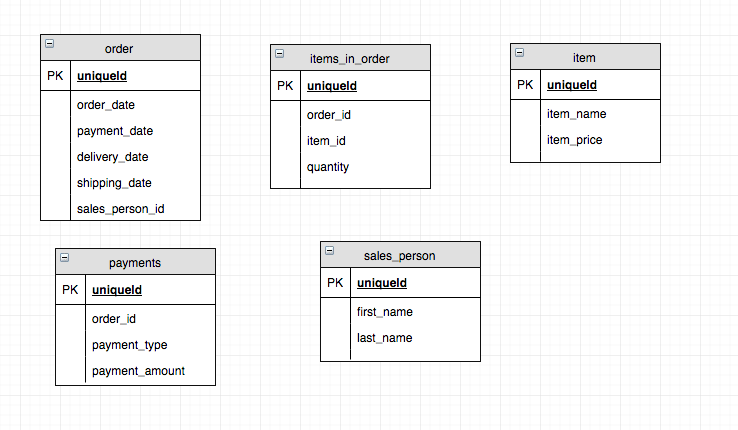 order
PK uniqueId
order_date
payment_date
delivery_date
shipping_date
sales_person_id
items_in_order
PK uniqueId
order_id
item_id
quantity
item
PK uniqueId
item_name
item_price
payments
PK uniqueId
order_id
payment_type
payment_amount
sales_person
PK uniqueId
first_name
last_name